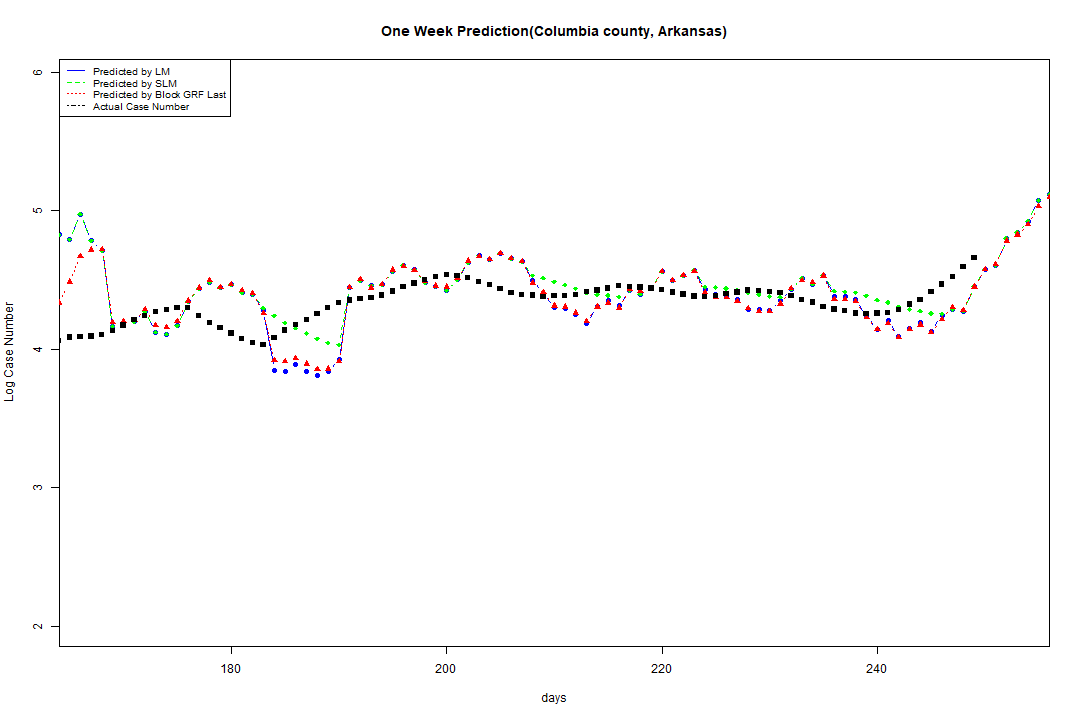 One Week Prediction(Columbia county, Arkansas)
Predicted by LM
Predicted by SLM
Predicted by Block GRF Last
Actual Case Number
6
5
4
3
2
Log Case Number
180 200 220 240
days